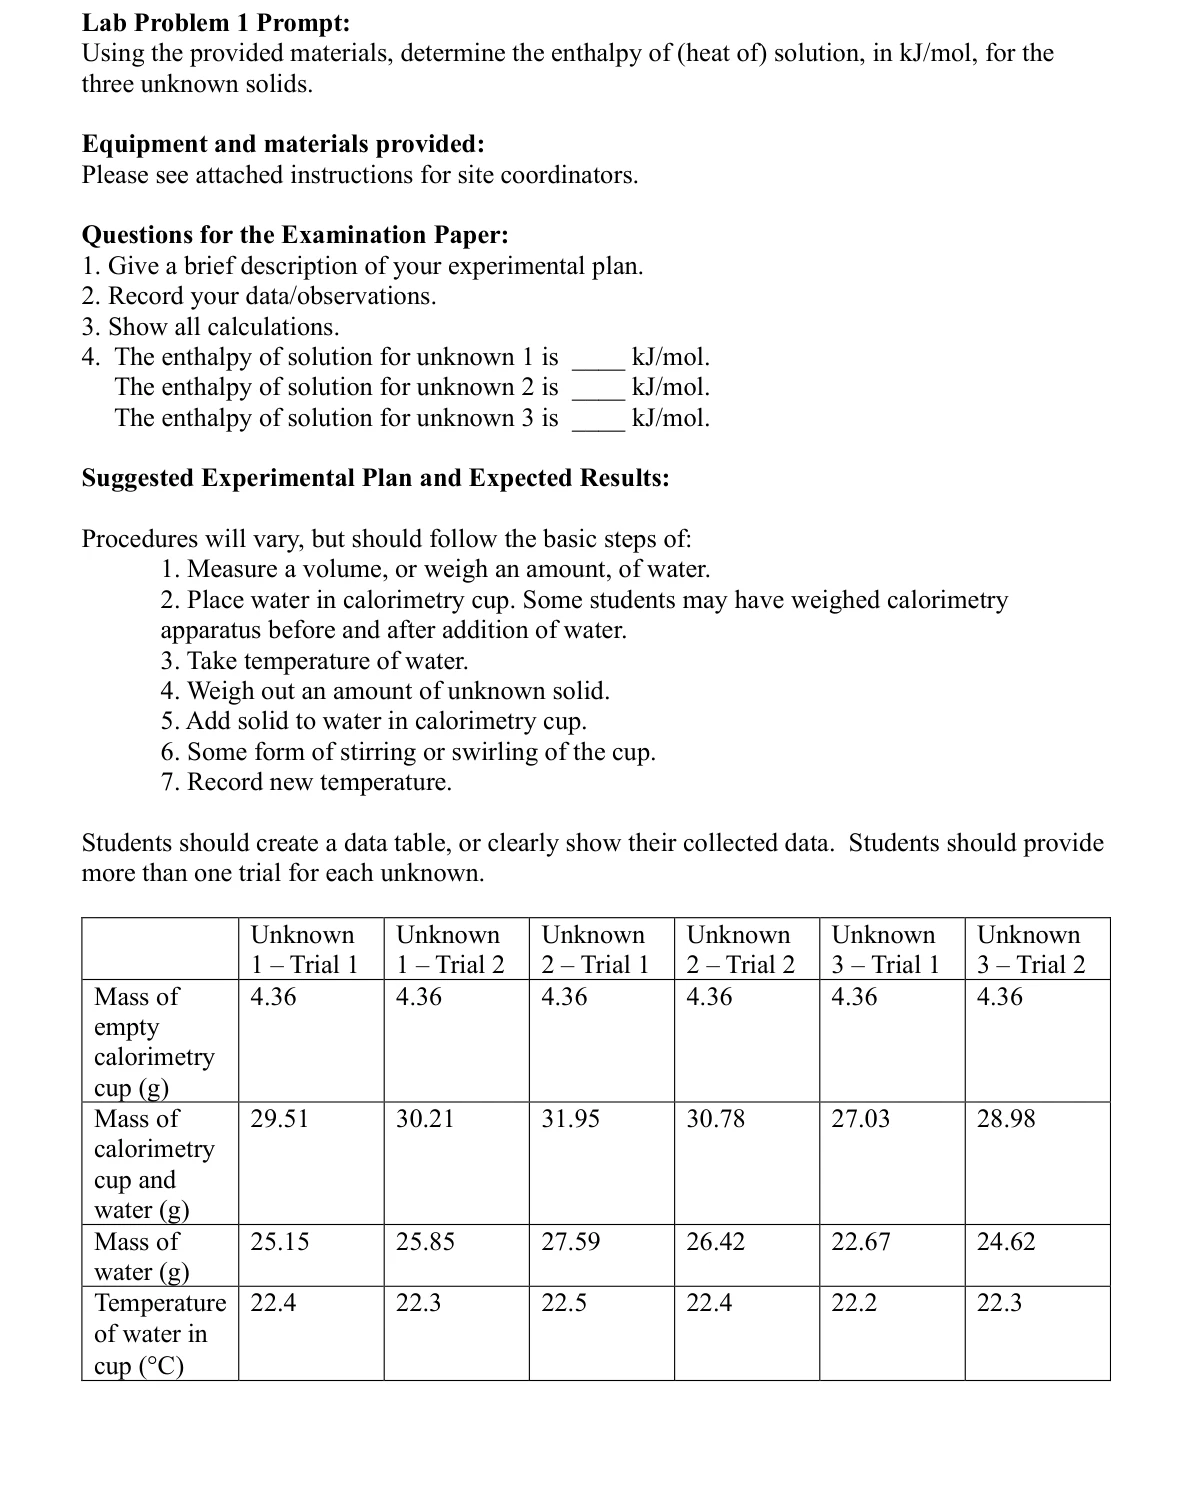 Lab Problem 1 Prompt:
Using the provided materials, determine the enthalpy of (heat of) solution, in kJ/mol, for the
three unknown solids.
Equipment and materials provided:
Please see attached instructions for site coordinators.
Questions for the Examination Paper:
1. Give a brief description of your experimental plan.
2. Record your data/observations.
3. Show all calculations.
4. The enthalpy of solution for unknown 1 is ____ kJ/mol.
The enthalpy of solution for unknown 2 is ____ kJ/mol.
The enthalpy of solution for unknown 3 is ____ kJ/mol.
Suggested Experimental Plan and Expected Results:
Procedures will vary, but should follow the basic steps of:
1. Measure a volume, or weigh an amount, of water.
2. Place water in calorimetry cup. Some students may have weighed calorimetry
apparatus before and after addition of water.
3. Take temperature of water.
4. Weigh out an amount of unknown solid.
5. Add solid to water in calorimetry cup.
6. Some form of stirring or swirling of the cup.
7. Record new temperature.
Students should create a data table, or clearly show their collected data. Students should provide
more than one trial for each unknown.
Unknown Unknown Unknown Unknown Unknown Unknown
1 – Trial 1 1 – Trial 2 2 – Trial 1 2 – Trial 2 3 – Trial 1 3 – Trial 2
Mass of 4.36 4.36 4.36 4.36 4.36 4.36
empty
calorimetry
cup (g)
Mass of 29.51 30.21 31.95 30.78 27.03 28.98
calorimetry
cup and
water (g)
Mass of 25.15 25.85 27.59 26.42 22.67 24.62
water (g)
Temperature 22.4 22.3 22.5 22.4 22.2 22.3
of water in
cup (°C)